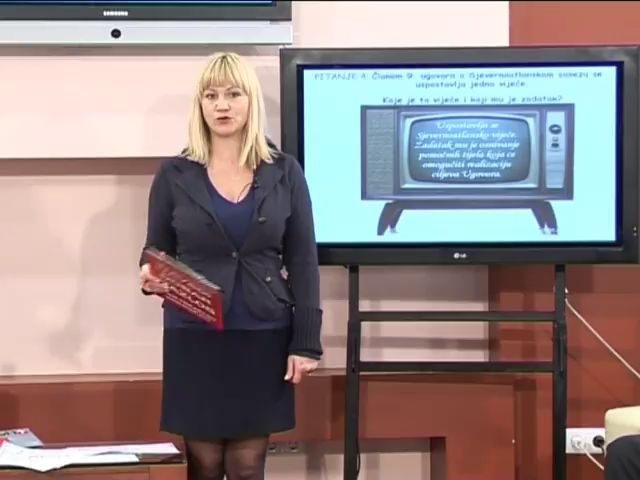 SAMSUNG
PITANJE 4: Članom 9. ugovora o Sjevernoatlanskom savezu se
uspostavlja jedno vijeće.
Koje je to vijeće i koji mu je zadatak?
Uspostavlja se
Sjevernoatlansko vijeće.
Zadatak mu je osnivanje
pomoćnih tijela koja će
omogućiti realizaciju
ciljeva Ugovora.
LG